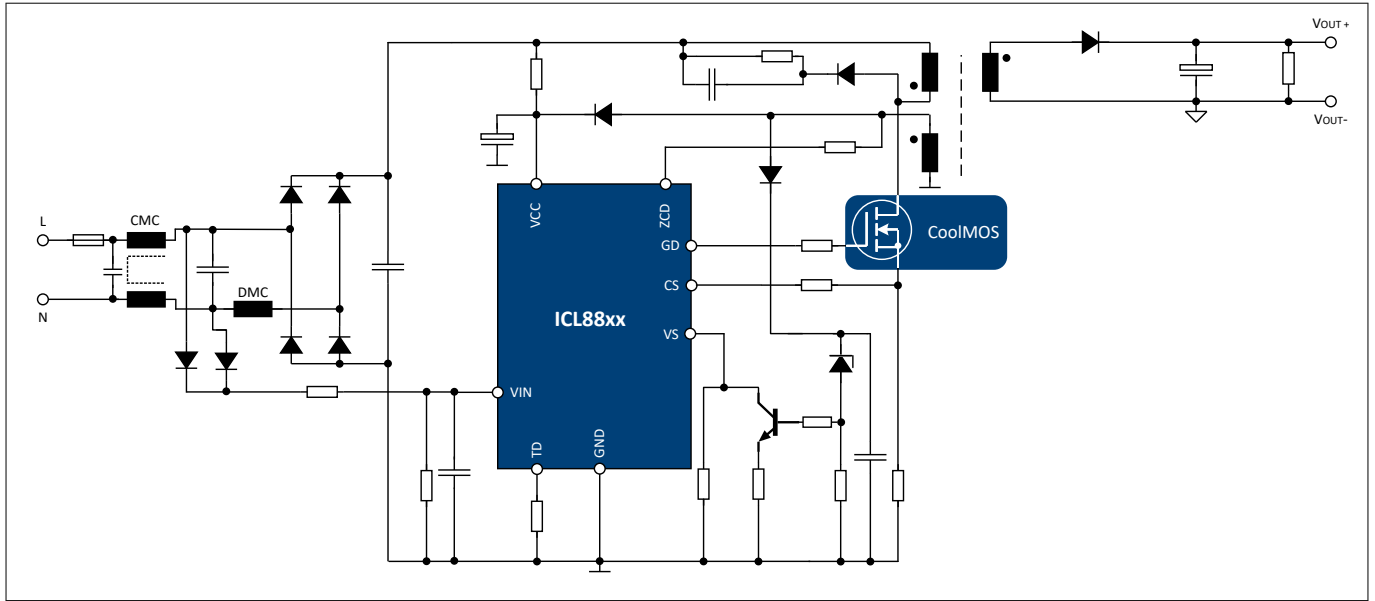 VOUT +
VOUT-
VCC
ZCD
CoolMOS
L
CMC
GD
CS
DMC
N
ICL88xx
VS
VIN
TD
GND